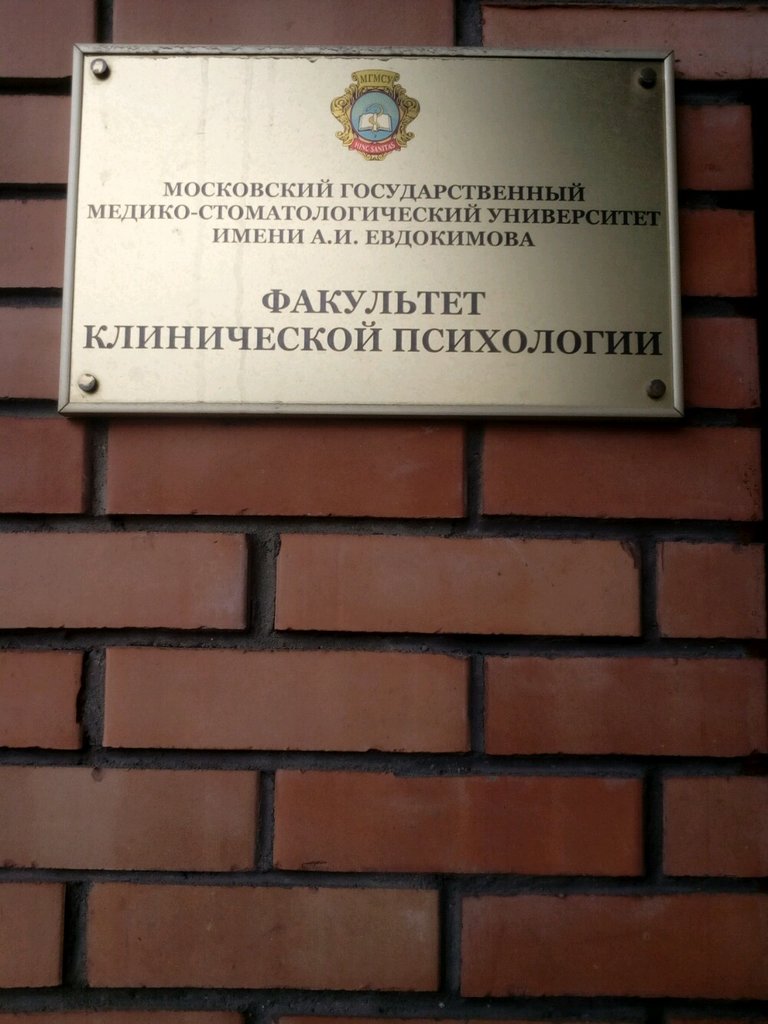 МГМСУ
HINC SANITAS
МОСКОВСКИЙ ГОСУДАРСТВЕННЫЙ
МЕДИКО-СТОМАТОЛОГИЧЕСКИЙ УНИВЕРСИТЕТ
ИМЕНИ А.И. ЕВДОКИМОВА
ФАКУЛЬТЕТ
КЛИНИЧЕСКОЙ ПСИХОЛОГИИ